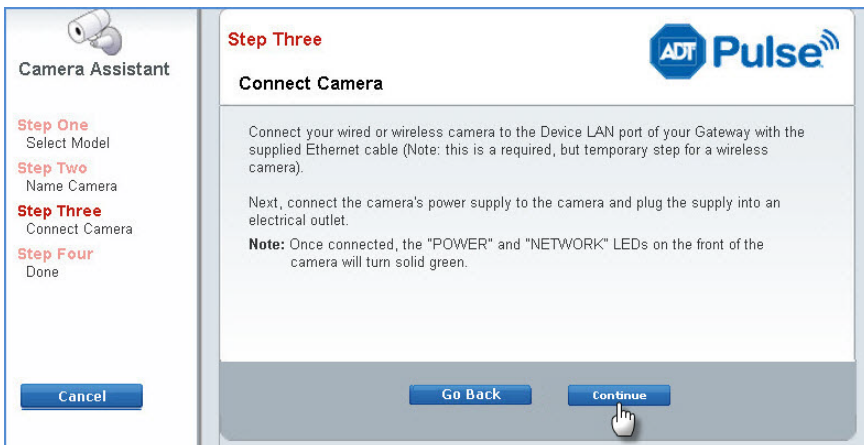 Camera Assistant
Step One
Select Model
Step Two
Name Camera
Step Three
Connect Camera
Step Four
Done
Cancel
Step Three
ADT Pulse
Connect Camera
Connect your wired or wireless camera to the Device LAN port of your Gateway with the
supplied Ethernet cable (Note: this is a required, but temporary step for a wireless
camera).
Next, connect the camera's power supply to the camera and plug the supply into an
electrical outlet.
Note: Once connected, the "POWER" and "NETWORK" LEDs on the front of the
camera will turn solid green.
Go Back
Continue